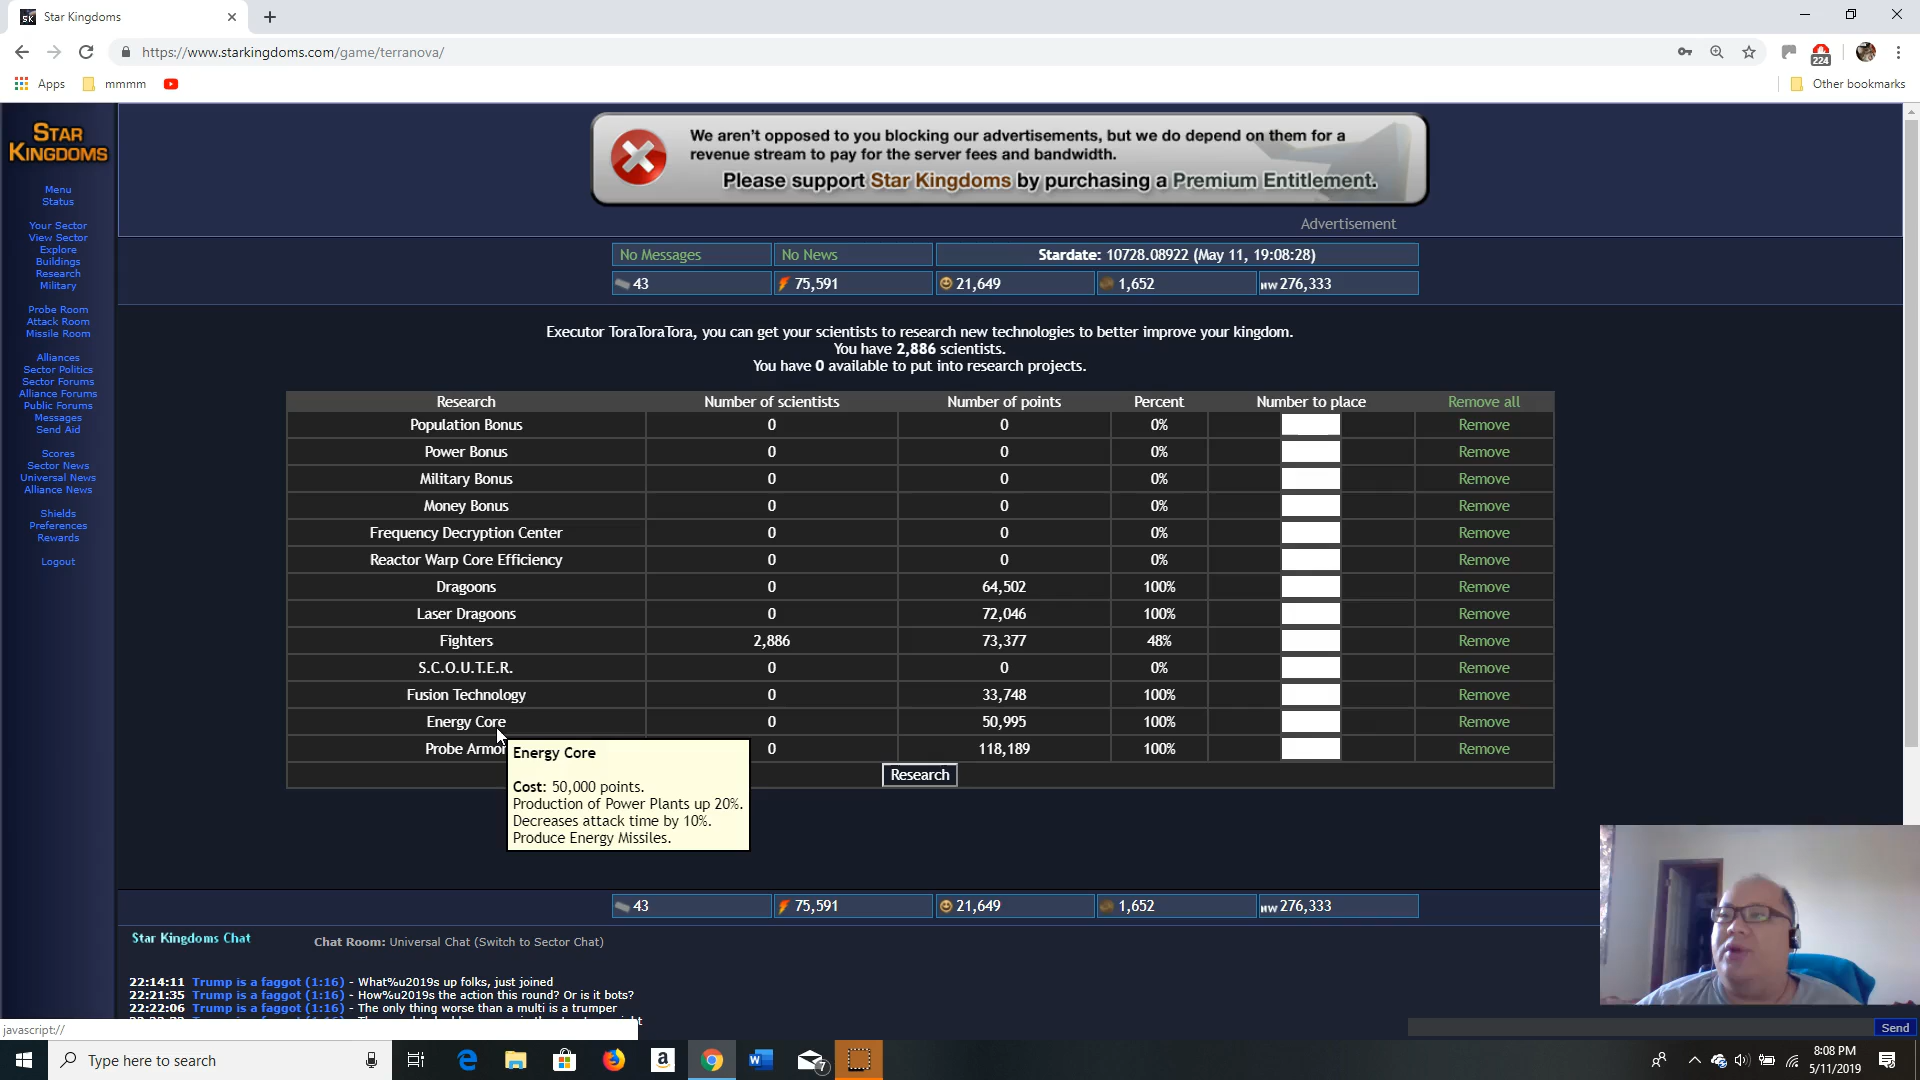 Star Kingdoms
https://www.starkingdoms.com/game/terranova/
224
Apps
mmmm
Other bookmarks
STAR
KINGDOMS
We aren't opposed to you blocking our advertisements, but we do depend on them for a
revenue stream to pay for the server fees and bandwidth.
Please support Star Kingdoms by purchasing a Premium Entitlement.
Advertisement
Menu
Status
Your Sector
View Sector
Explore
Buildings
Research
Military
Probe Room
Attack Room
Missile Room
Alliances
Sector Politics
Sector Forums
Alliance Forums
Public Forums
Messages
Send Aid
Scores
Sector News
Universal News
Alliance News
Shields
Preferences
Rewards
Logout
No Messages No News Stardate: 10728.08922 (May 11, 19:08:28)
43 75,591 21,649 1,652 NW 276,333
Executor ToraToraTora, you can get your scientists to research new technologies to better improve your kingdom.
You have 2,886 scientists.
You have 0 available to put into research projects.
Research Number of scientists Number of points Percent Number to place Remove all
Population Bonus 0 0 0% Remove
Power Bonus 0 0 0% Remove
Military Bonus 0 0 0% Remove
Money Bonus 0 0 0% Remove
Frequency Decryption Center 0 0 0% Remove
Reactor Warp Core Efficiency 0 0 0% Remove
Dragoons 0 64,502 100% Remove
Laser Dragoons 0 72,046 100% Remove
Fighters 2,886 73,377 48% Remove
S.C.O.U.T.E.R. 0 0 0% Remove
Fusion Technology 0 33,748 100% Remove
Energy Core 0 50,995 100% Remove
Probe Armor 0 118,189 100% Remove
Research
Energy Core
Cost: 50,000 points.
Production of Power Plants up 20%.
Decreases attack time by 10%.
Produce Energy Missiles.
43 75,591 21,649 1,652 NW 276,333
Star Kingdoms Chat Chat Room: Universal Chat (Switch to Sector Chat)
22:14:11 Trump is a faggot (1:16) - What%u2019s up folks, just joined
22:21:35 Trump is a faggot (1:16) - How%u2019s the action this round? Or is it bots?
22:22:06 Trump is a faggot (1:16) - The only thing worse than a multi is a trumper
javascript://
Send
Type here to search
7
8:08 PM
5/11/2019